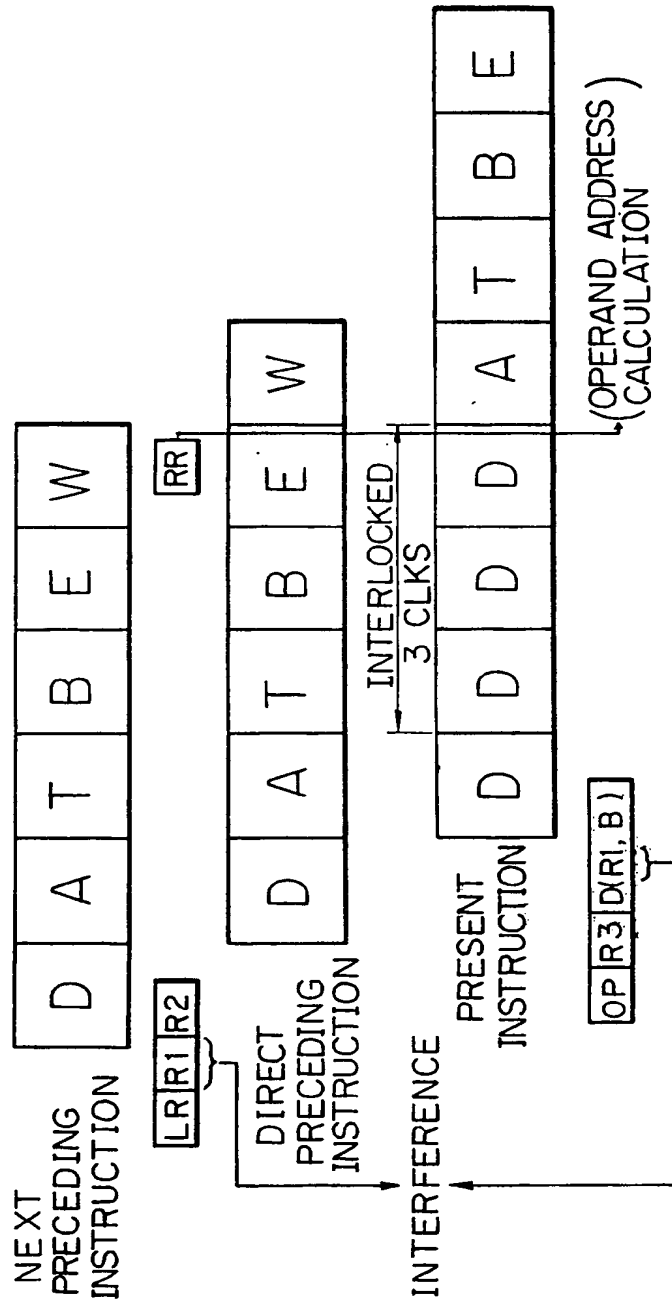 NEXT
PRECEDING
INSTRUCTION
D A T B E W
LR R1 R2
RR
DIRECT
PRECEDING
INSTRUCTION
D A T B E W
INTERFERENCE
INTERLOCKED
3 CLKS
PRESENT
INSTRUCTION
D D D D A T B E
OP R3 D(R1, B)
(OPERAND ADDRESS)
(CALCULATION